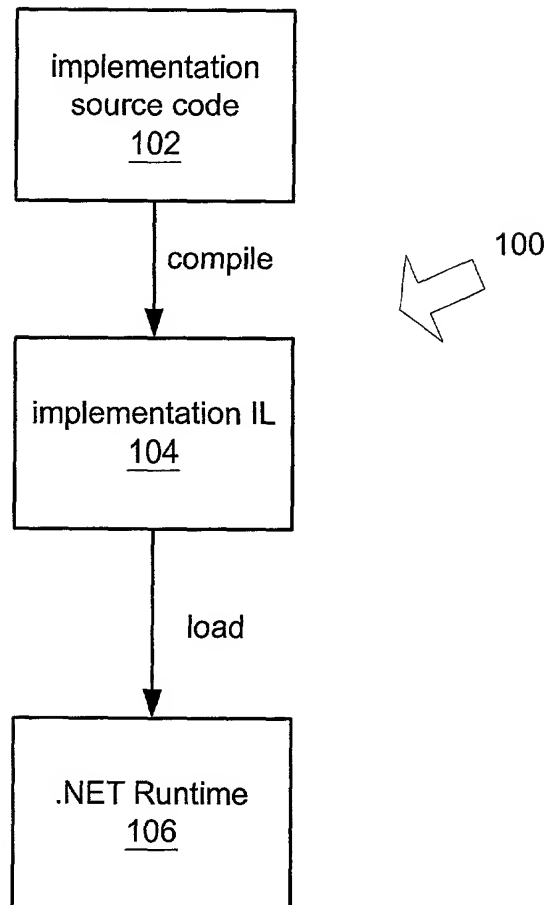 implementation
source code
102
compile
100
implementation IL
104
load
.NET Runtime
106